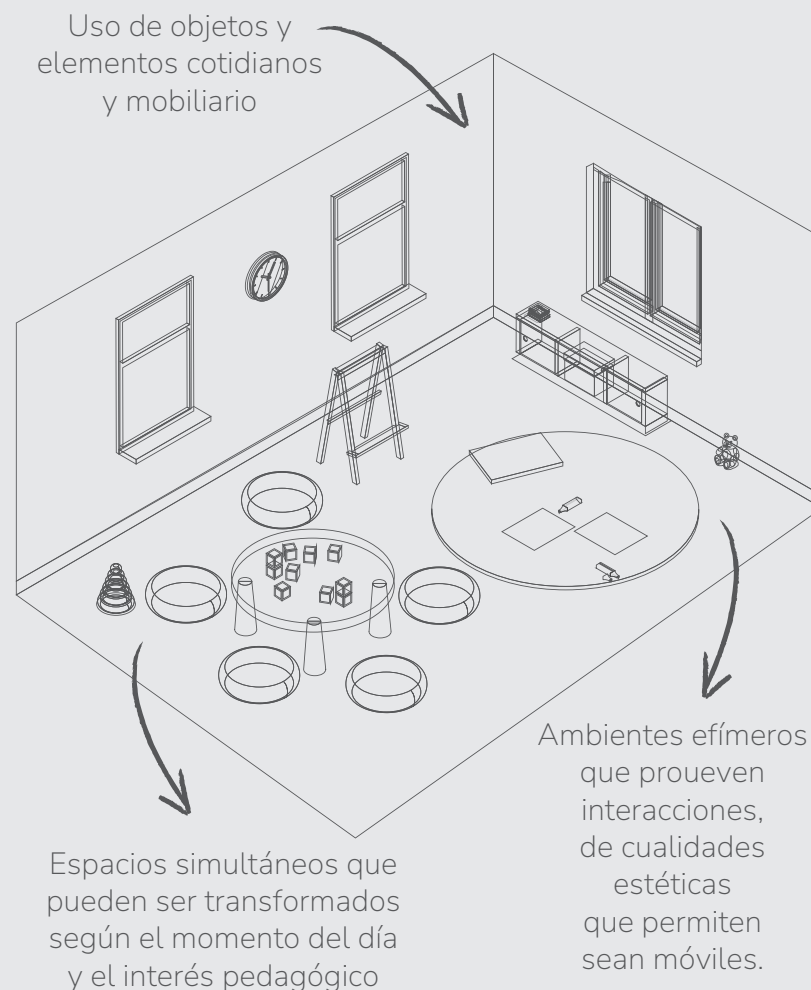 Uso de objetos y
elementos cotidianos
y mobiliario
Espacios simultáneos que
pueden ser transformados
según el momento del día
y el interés pedagógico
Ambientes efímeros
que proueven
interacciones,
de cualidades
estéticas
que permiten
sean móviles.